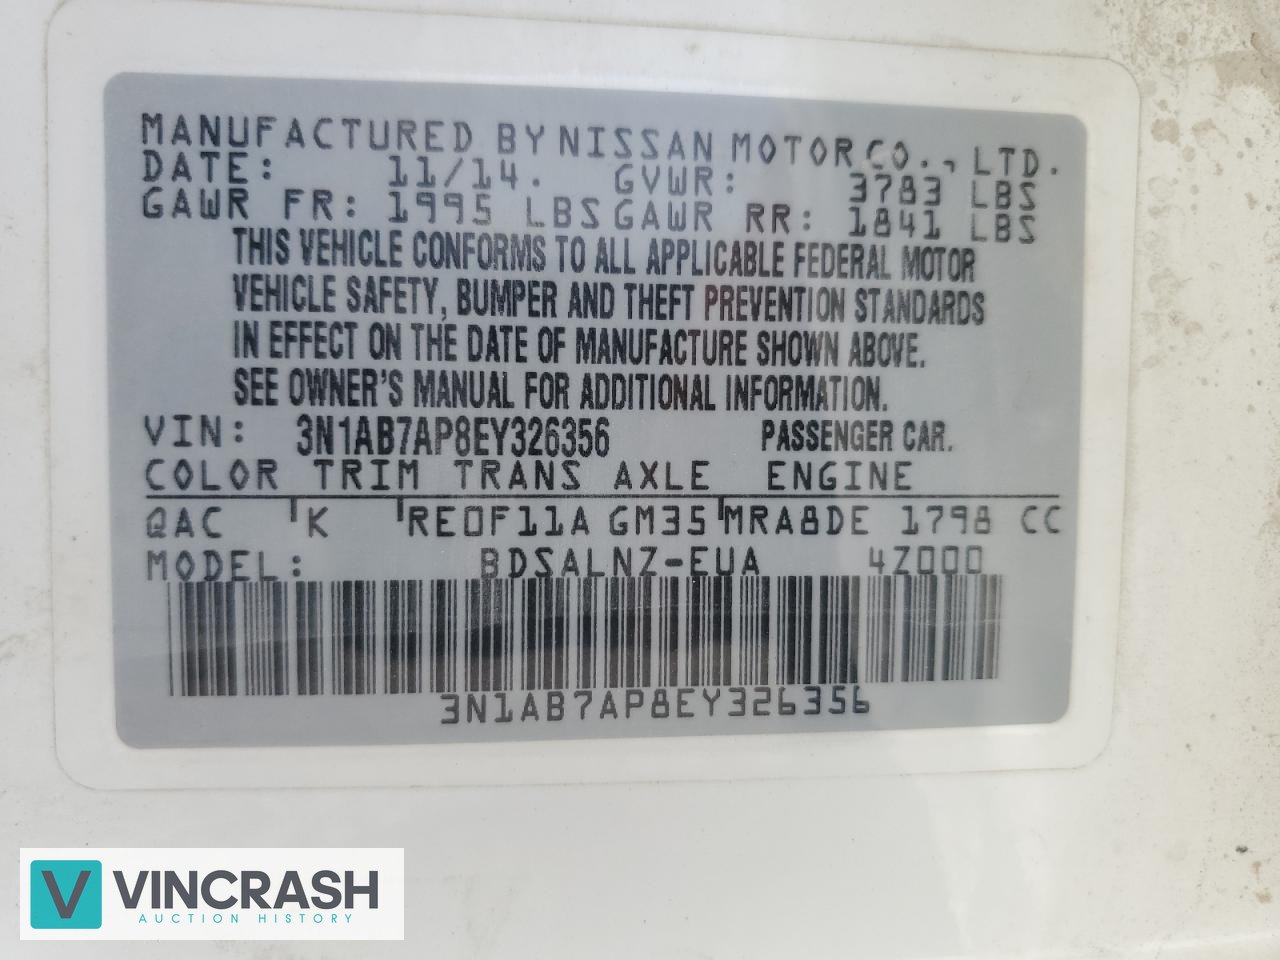 MANUFACTURED BY NISSAN MOTOR CO., LTD.
DATE: 11/14. GVWR: 3783 LBS
GAWR FR: 1995 LBS GAWR RR: 1841 LBS
THIS VEHICLE CONFORMS TO ALL APPLICABLE FEDERAL MOTOR
VEHICLE SAFETY, BUMPER AND THEFT PREVENTION STANDARDS
IN EFFECT ON THE DATE OF MANUFACTURE SHOWN ABOVE.
SEE OWNER'S MANUAL FOR ADDITIONAL INFORMATION.
VIN: 3N1AB7AP8EY326356 PASSENGER CAR.
COLOR TRIM TRANS AXLE ENGINE
QAC K RE0F11A GM35 MRA8DE 1798 CC
MODEL: BDSALNZ-EUA 4Z000
3N1AB7AP8EY326356
V VINCRASH
AUCTION HISTORY